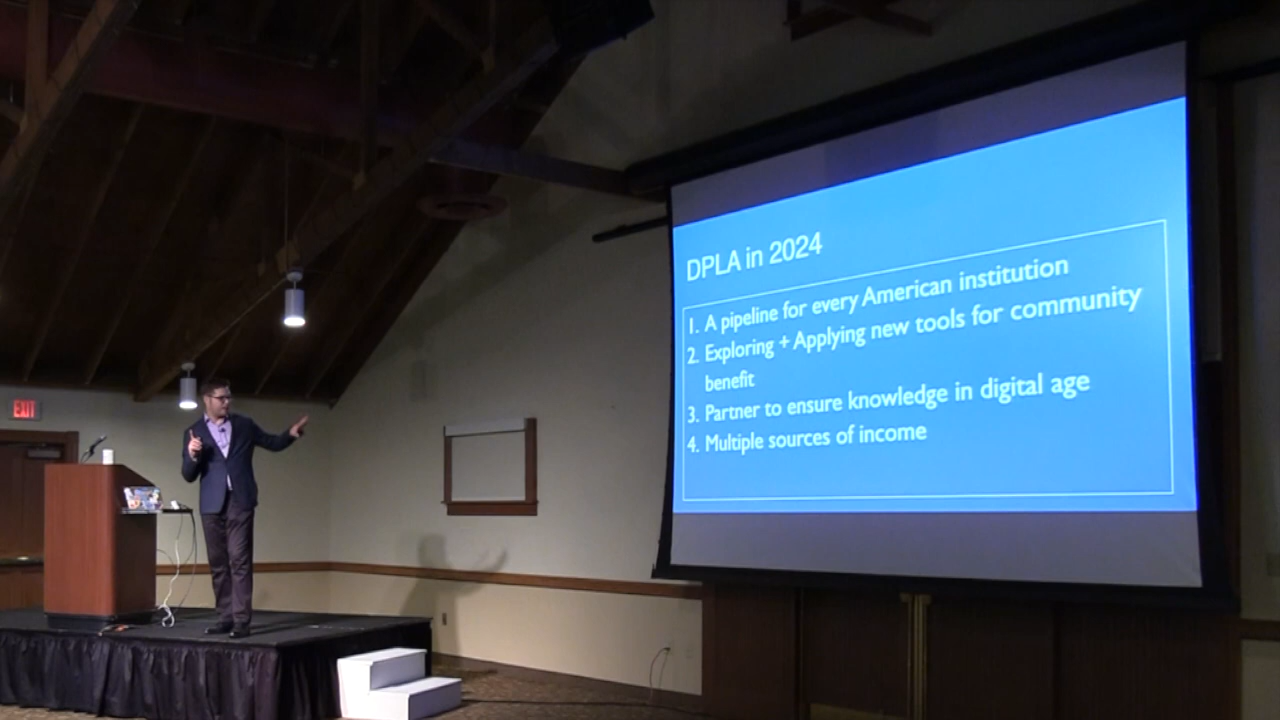 EXIT
DPLA in 2024
1. A pipeline for every American institution
2. Exploring + Applying new tools for community
benefit
3. Partner to ensure knowledge in digital age
4. Multiple sources of income